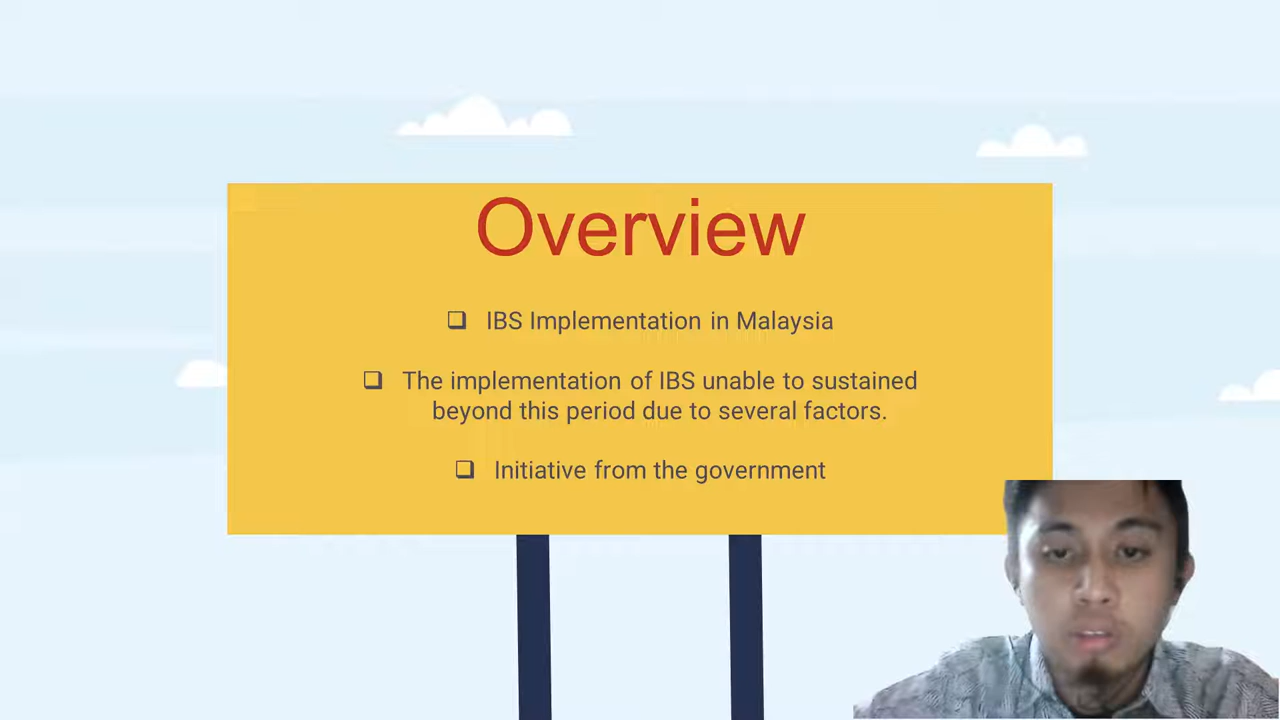 Overview
❑ IBS Implementation in Malaysia
❑ The implementation of IBS unable to sustained
beyond this period due to several factors.
❑ Initiative from the government